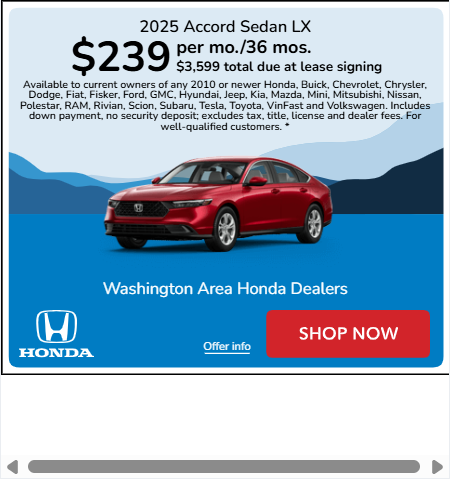 2025 Accord Sedan LX
$239 per mo./36 mos.
$3,599 total due at lease signing
Available to current owners of any 2010 or newer Honda, Buick, Chevrolet, Chrysler,
Dodge, Fiat, Fisker, Ford, GMC, Hyundai, Jeep, Kia, Mazda, Mini, Mitsubishi, Nissan,
Polestar, RAM, Rivian, Scion, Subaru, Tesla, Toyota, VinFast and Volkswagen. Includes
down payment, no security deposit; excludes tax, title, license and dealer fees. For
well-qualified customers. *
Washington Area Honda Dealers
HONDA
Offer info
SHOP NOW